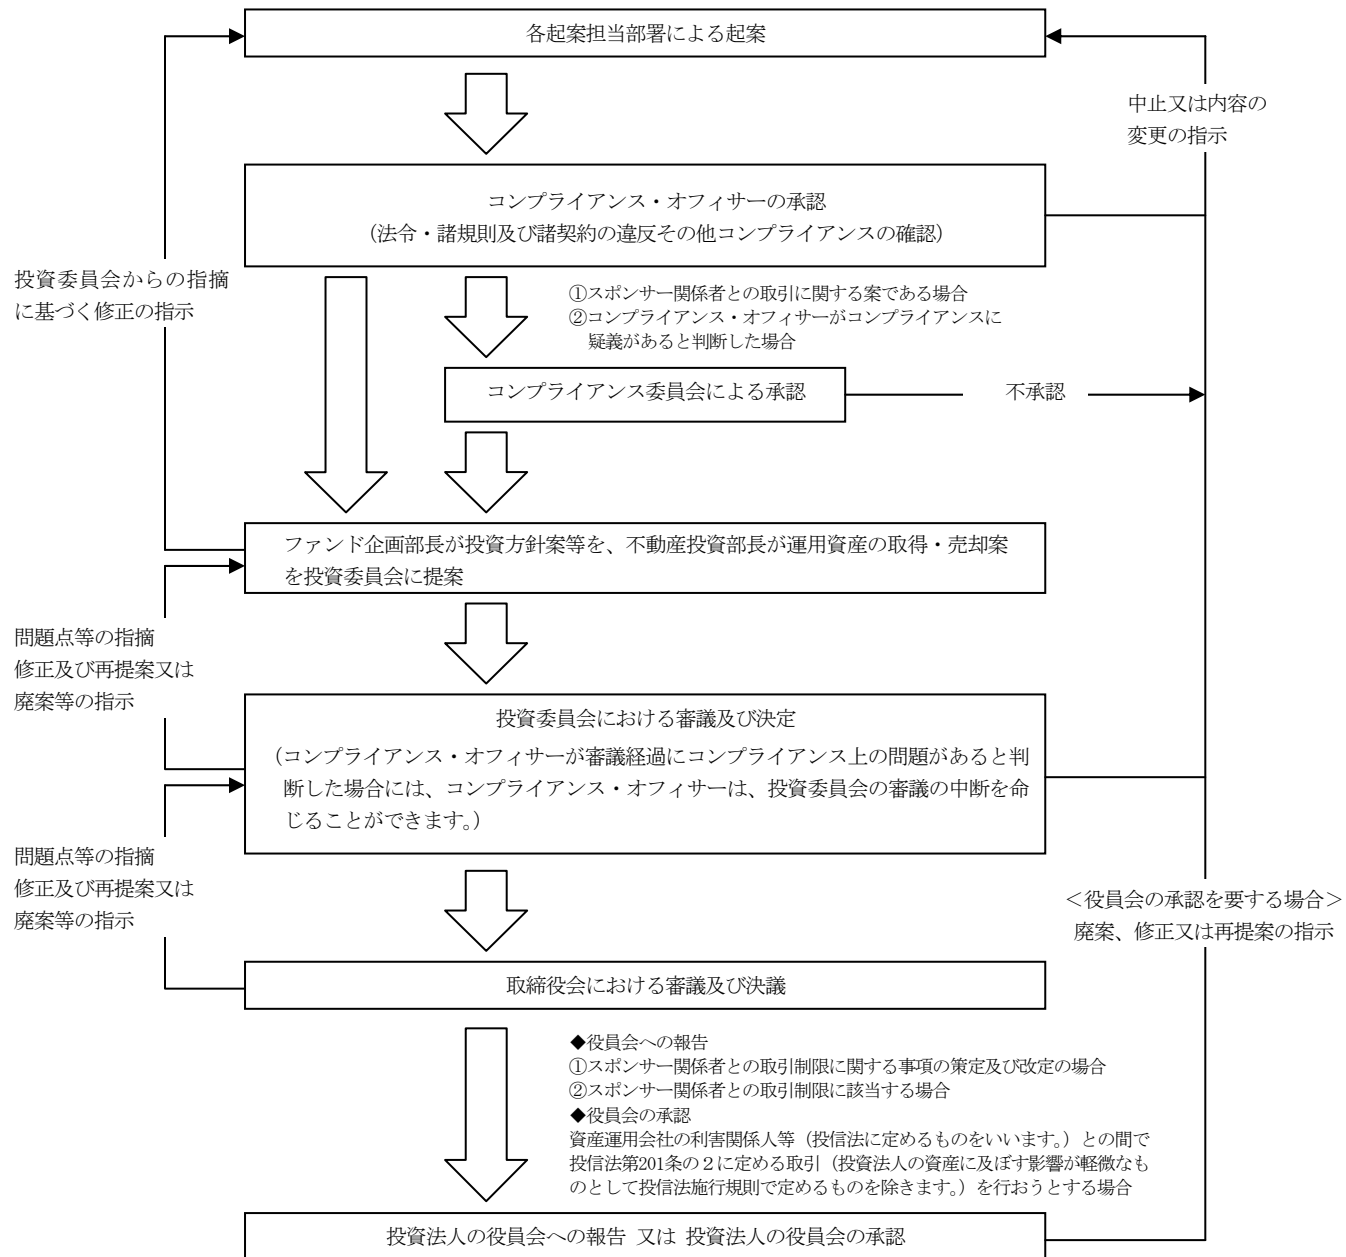 各起案担当部署による起案
中止又は内容の
変更の指示
コンプライアンス・オフィサーの承認
（法令・諸規則及び諸契約の違反その他コンプライアンスの確認）
投資委員会からの指摘
に基づく修正の指示
①スポンサー関係者との取引に関する案である場合
②コンプライアンス・オフィサーがコンプライアンスに
疑義があると判断した場合
コンプライアンス委員会による承認
不承認
ファンド企画部長が投資方針案等を、不動産投資部長が運用資産の取得・売却案
を投資委員会に提案
問題点等の指摘
修正及び再提案又は
廃案等の指示
投資委員会における審議及び決定
（コンプライアンス・オフィサーが審議経過にコンプライアンス上の問題があると判
断した場合には、コンプライアンス・オフィサーは、投資委員会の審議の中断を命
じることができます。）
問題点等の指摘
修正及び再提案又は
廃案等の指示
＜役員会の承認を要する場合＞
廃案、修正又は再提案の指示
取締役会における審議及び決議
◆役員会への報告
①スポンサー関係者との取引制限に関する事項の策定及び改定の場合
②スポンサー関係者との取引制限に該当する場合
◆役員会の承認
資産運用会社の利害関係人等（投信法に定めるものをいいます。）との間で
投信法第201条の２に定める取引（投資法人の資産に及ぼす影響が軽微なも
のとして投信法施行規則で定めるものを除きます。）を行おうとする場合
投資法人の役員会への報告 又は 投資法人の役員会の承認